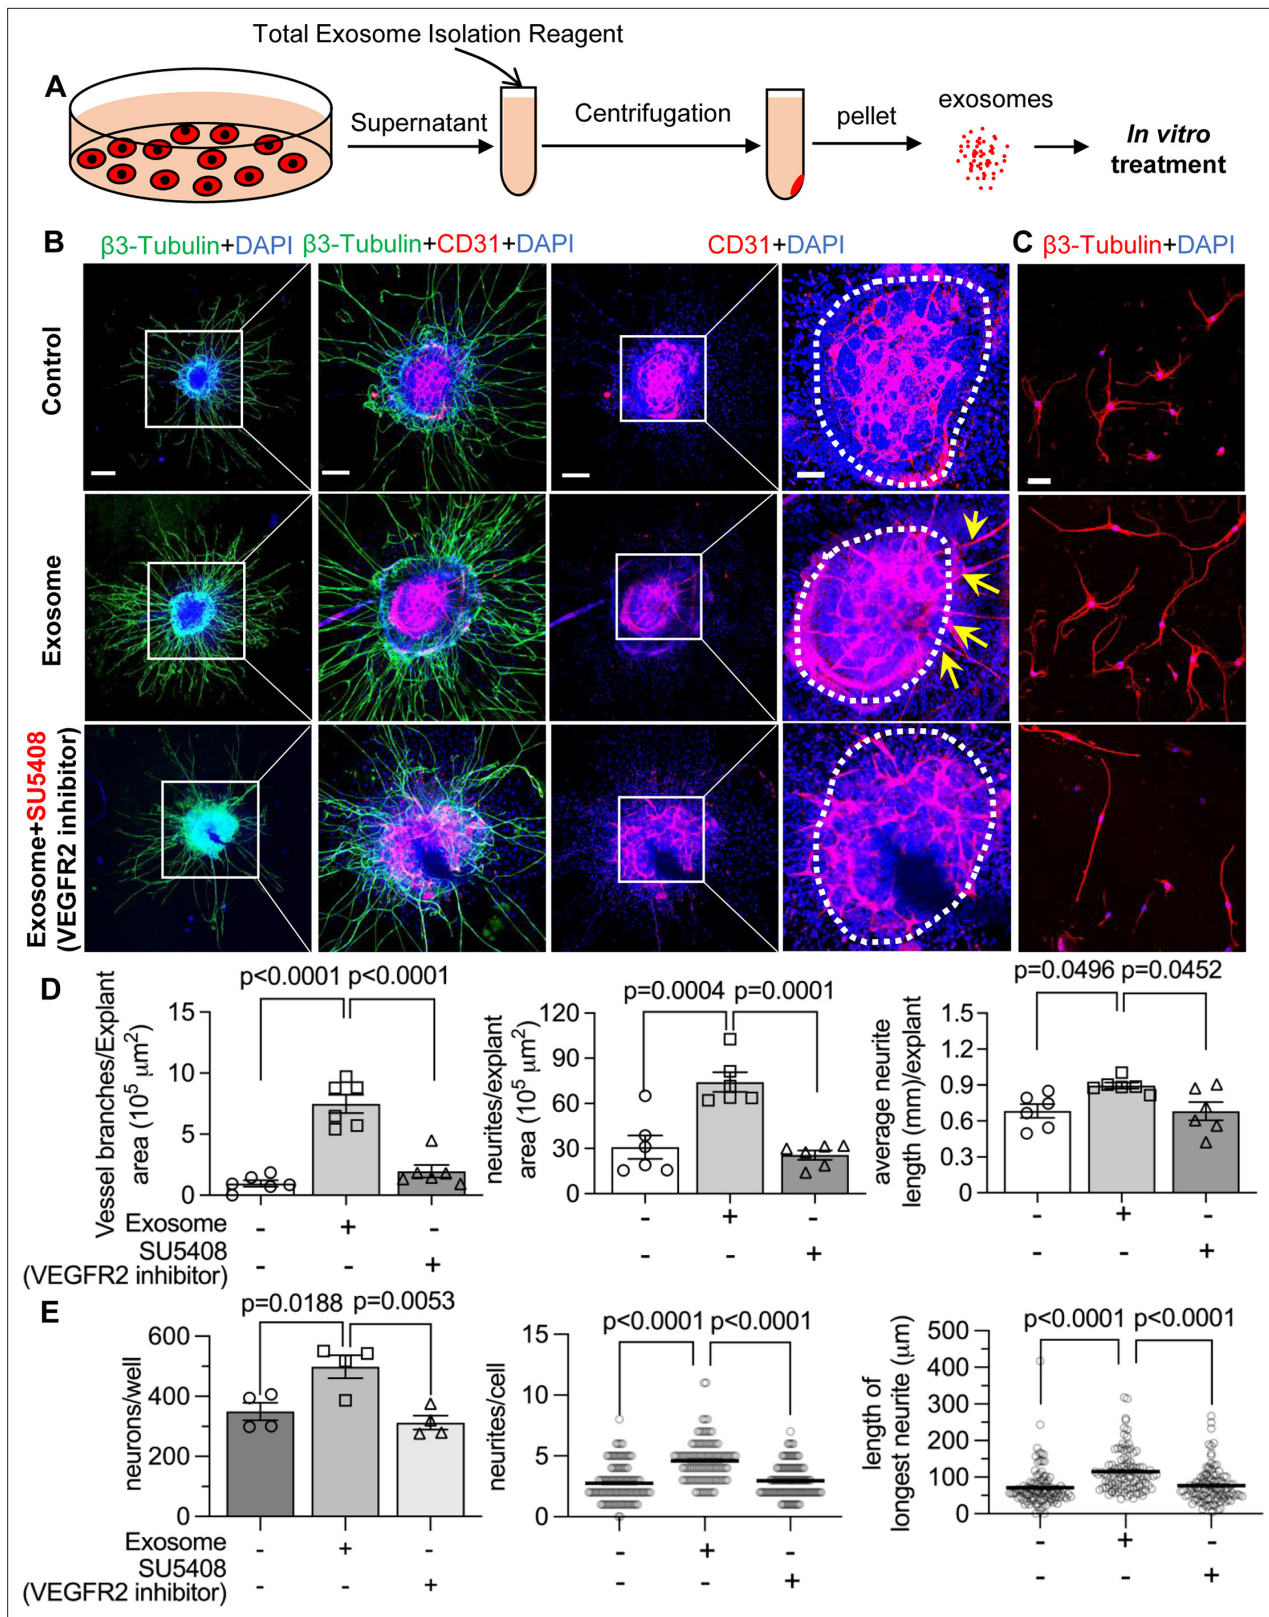 Total Exosome Isolation Reagent
A
Supernatant
Centrifugation
pellet
exosomes
In vitro
treatment
B
β3-Tubulin+DAPI
β3-Tubulin+CD31+DAPI
CD31+DAPI
C
β3-Tubulin+DAPI
Control
Exosome
Exosome+SU5408
(VEGFR2 inhibitor)
D
Vessel branches/Explant
area (10⁵ μm²)
15
10
5
0
p<0.0001
p<0.0001
neurites/explant
area (10⁵ μm²)
120
90
60
30
0
p=0.0004
p=0.0001
average neurite
length (mm)/explant
1.5
1.2
0.9
0.6
0.3
0
p=0.0496
p=0.0452
Exosome - + - - + - - + -
SU5408
(VEGFR2 inhibitor) - - + - - + - - +
E
neurons/well
600
400
200
0
p=0.0188
p=0.0053
neurites/cell
15
10
5
0
p<0.0001
p<0.0001
length of
longest neurite (μm)
500
400
300
200
100
0
p<0.0001
p<0.0001
Exosome - + - - + - - + -
SU5408
(VEGFR2 inhibitor) - - + - - + - - +